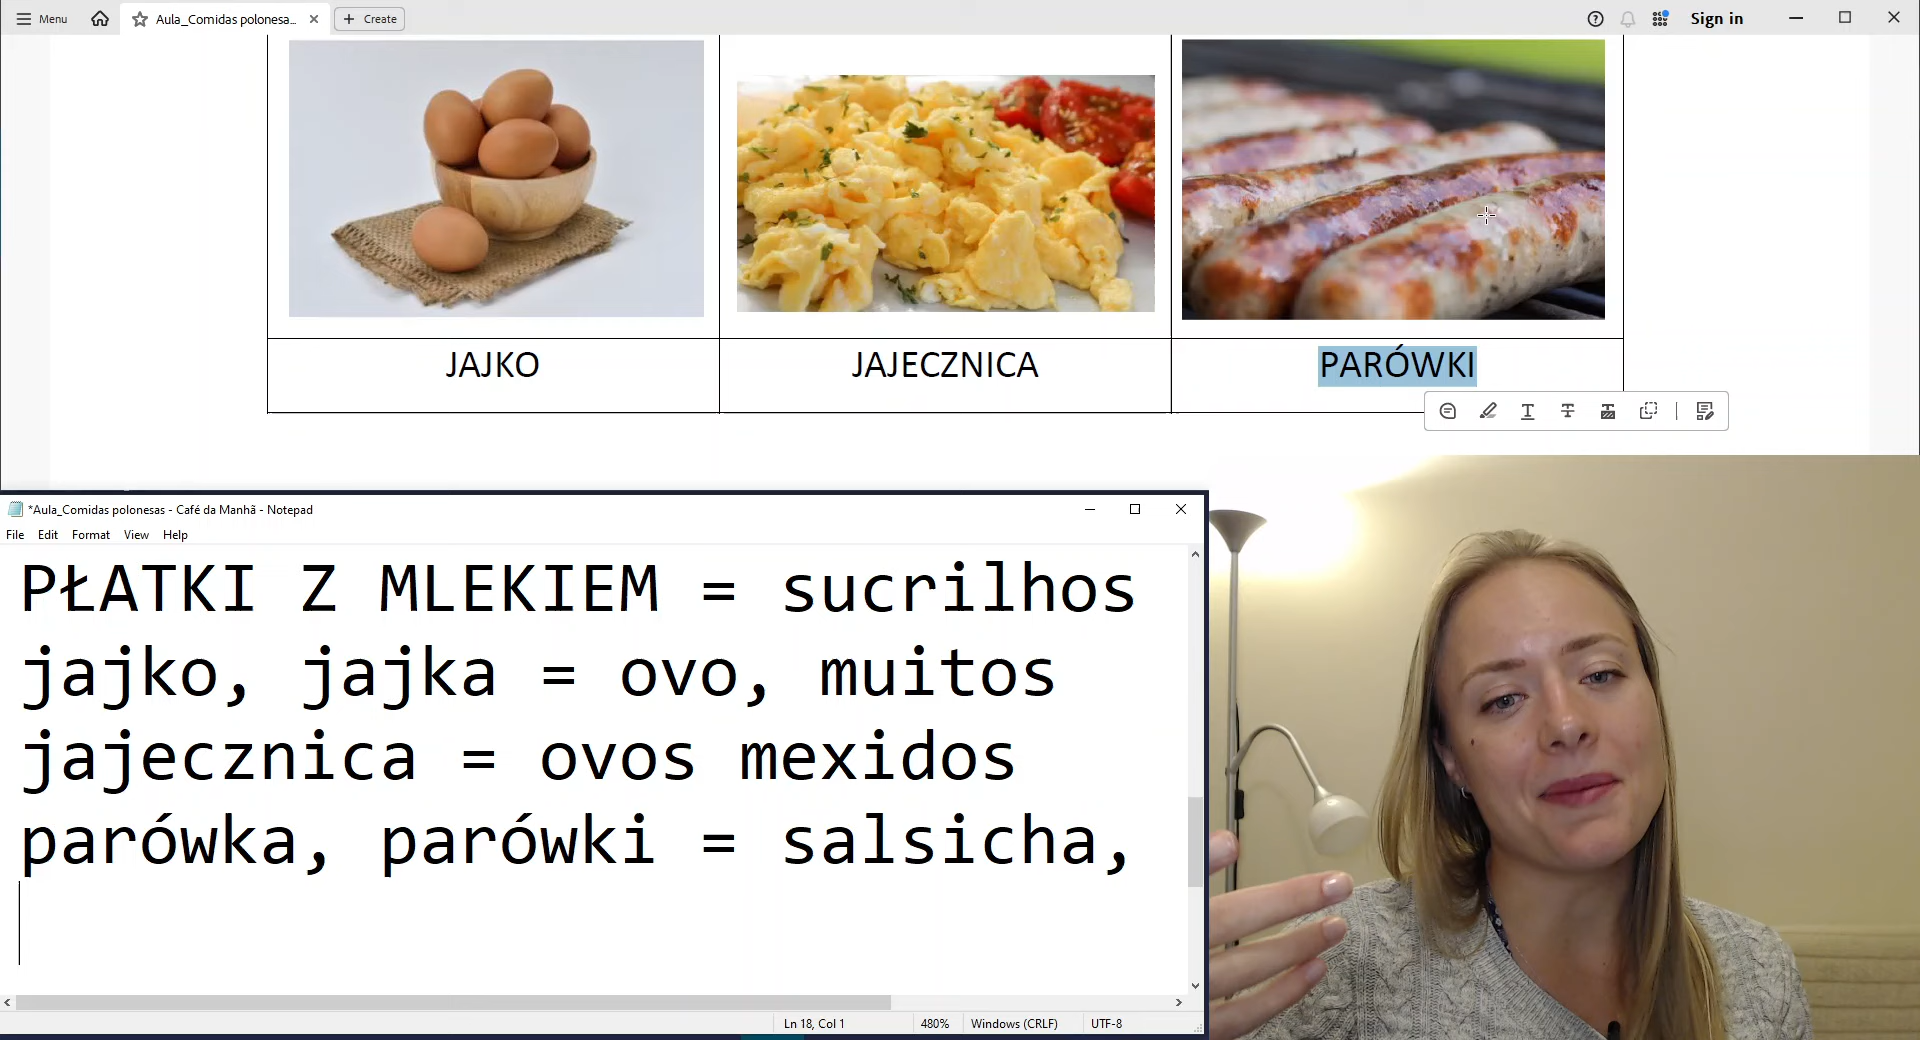 Menu
Aula_Comidas polonesa...
Create
Sign in
JAJKO
JAJECZNICA
PARÓWKI
*Aula_Comidas polonesas - Café da Manhã - Notepad
File Edit Format View Help
PŁATKI Z MLEKIEM = sucrilhos
jajko, jajka = ovo, muitos
jajecznica = ovos mexidos
parówka, parówki = salsicha,
Ln 18, Col 1 480% Windows (CRLF) UTF-8